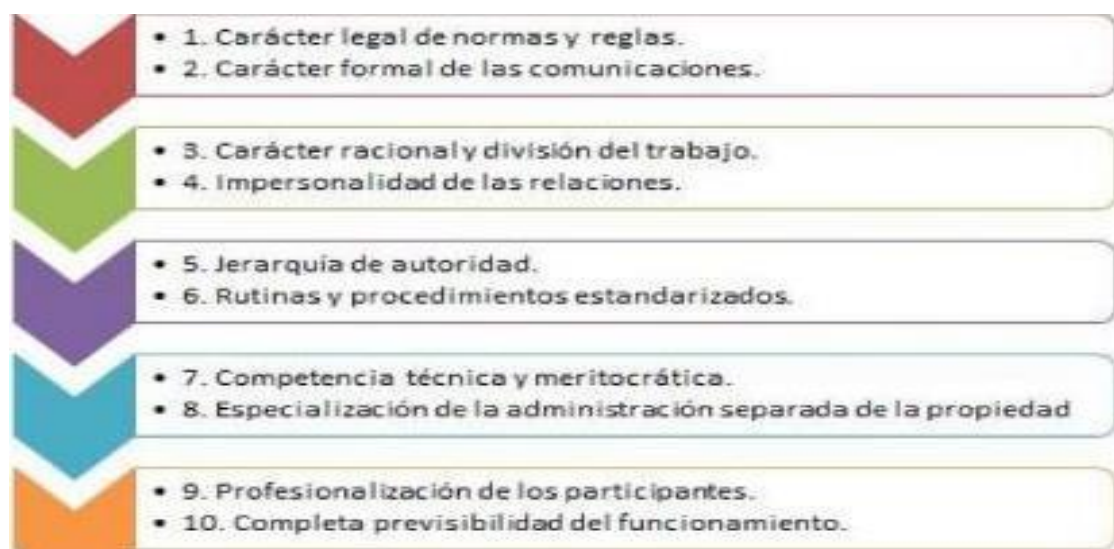 • 1. Carácter legal de normas y reglas.
• 2. Carácter formal de las comunicaciones.
• 3. Carácter racional y división del trabajo.
• 4. Impersonalidad de las relaciones.
• 5. Jerarquía de autoridad.
• 6. Rutinas y procedimientos estandarizados.
• 7. Competencia técnica y meritocrática.
• 8. Especialización de la administración separada de la propiedad
• 9. Profesionalización de los participantes.
• 10. Completa previsibilidad del funcionamiento.